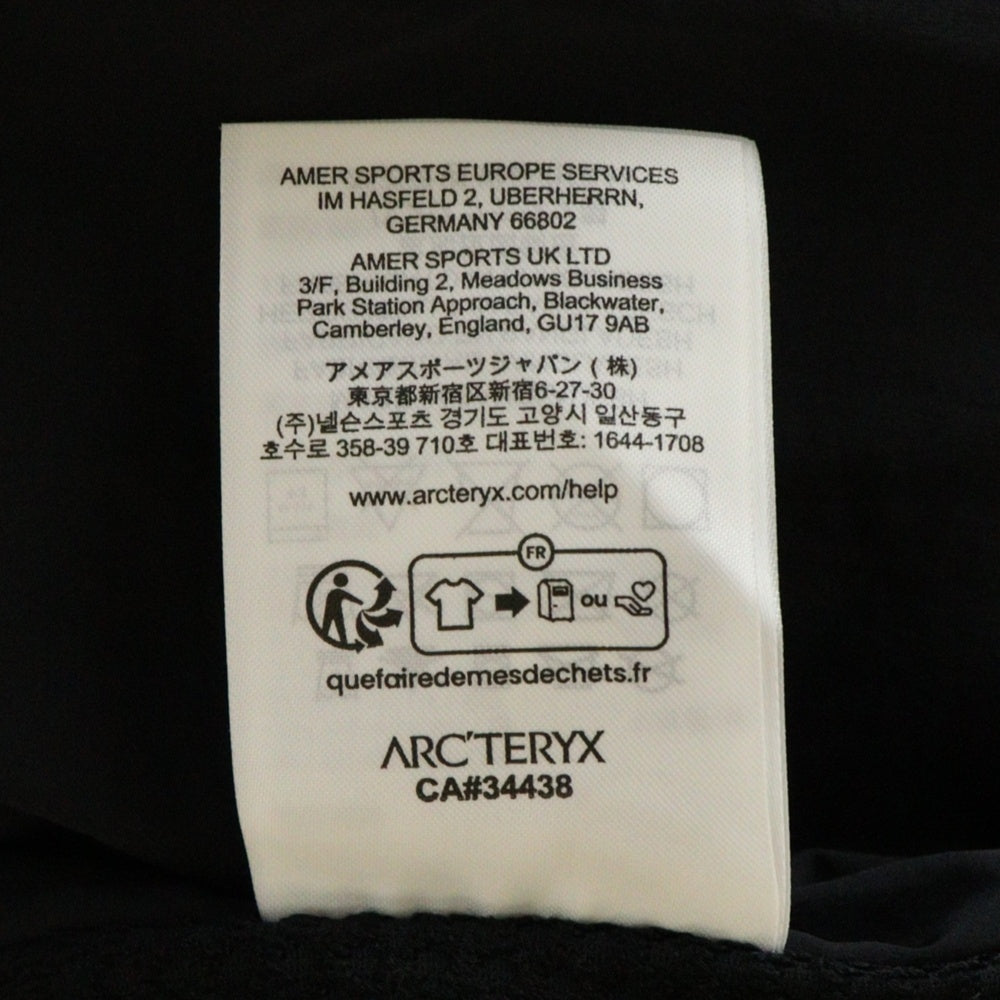 AMER SPORTS EUROPE SERVICES
IM HASFELD 2, UBERHERRN,
GERMANY 66802
AMER SPORTS UK LTD
3/F, Building 2, Meadows Business
Park Station Approach, Blackwater,
Camberley, England, GU17 9AB
アメアスポーツジャパン (株)
東京都新宿区新宿6-27-30
(주)넬슨스포츠 경기도 고양시 일산동구
호수로 358-39 710호 대표번호: 1644-1708
www.arcteryx.com/help
FR
ou
quefairedemesdechets.fr
ARC'TERYX
CA#34438